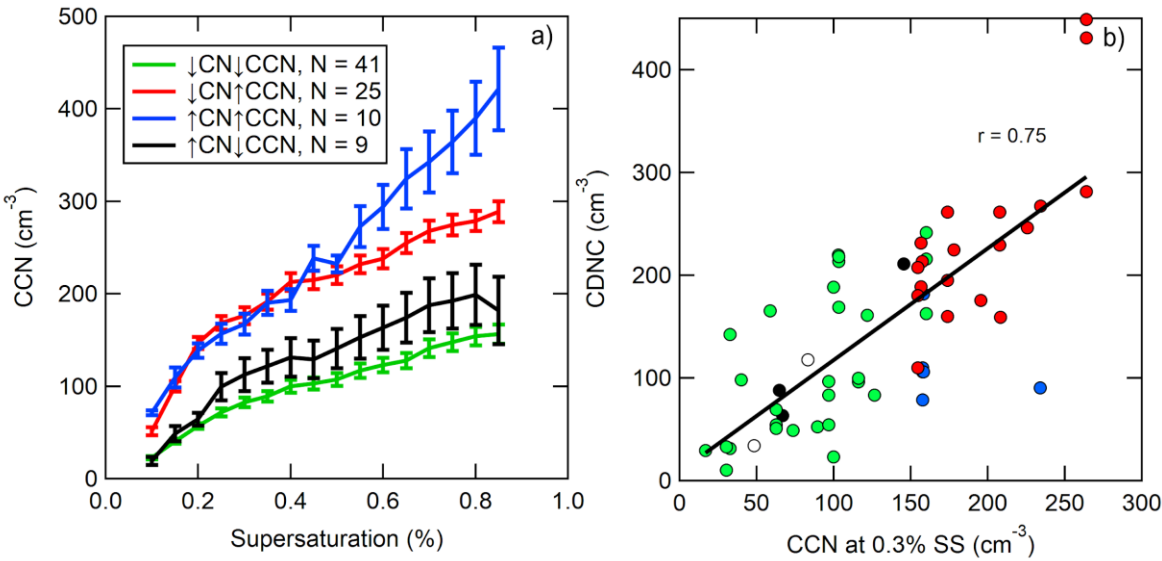 a)
↓CN↓CCN, N = 41
↓CN↑CCN, N = 25
↑CN↑CCN, N = 10
↑CN↓CCN, N = 9
500
400
300
200
100
0
CCN (cm⁻³)
0.0 0.2 0.4 0.6 0.8 1.0
Supersaturation (%)
b)
r = 0.75
400
300
200
100
0
CDNC (cm⁻³)
0 50 100 150 200 250 300
CCN at 0.3% SS (cm⁻³)